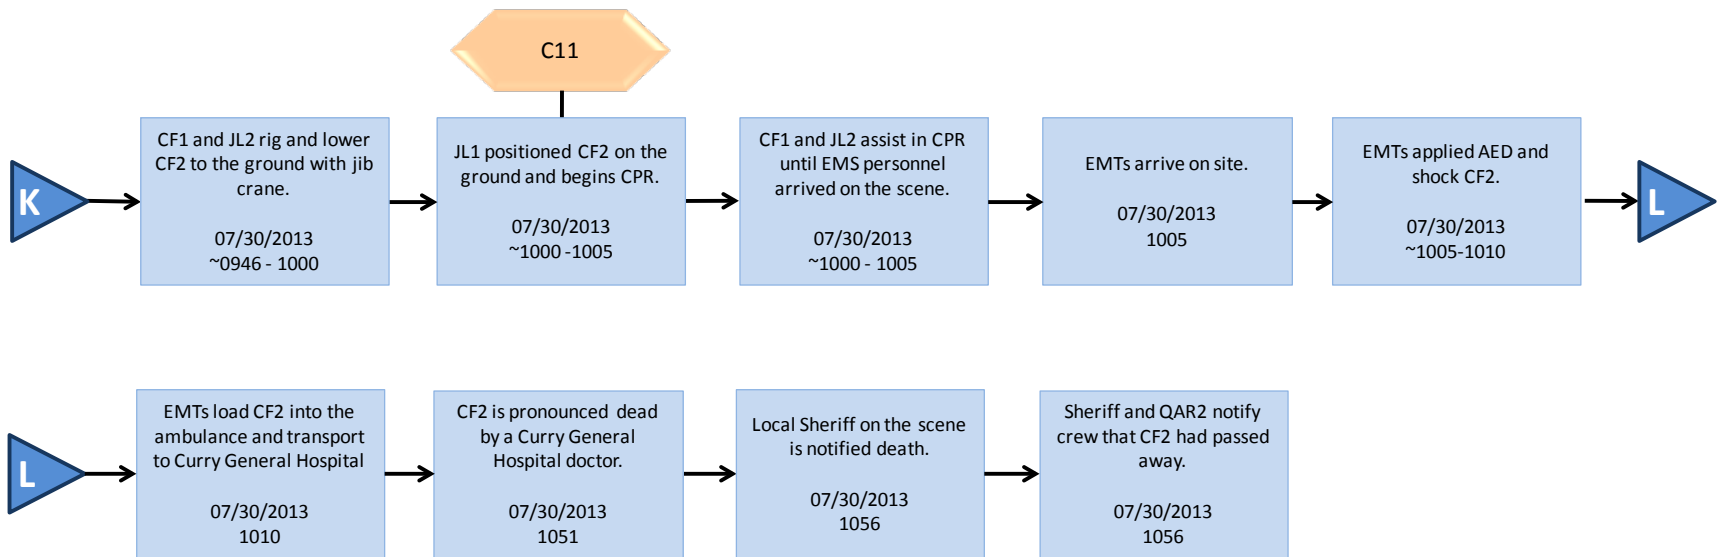 C11
K
CF1 and JL2 rig and lower
CF2 to the ground with jib
crane.
07/30/2013
~0946 - 1000
JL1 positioned CF2 on the
ground and begins CPR.
07/30/2013
~1000 -1005
CF1 and JL2 assist in CPR
until EMS personnel
arrived on the scene.
07/30/2013
~1000 - 1005
EMTs arrive on site.
07/30/2013
1005
EMTs applied AED and
shock CF2.
07/30/2013
~1005-1010
L
L
EMTs load CF2 into the
ambulance and transport
to Curry General Hospital
07/30/2013
1010
CF2 is pronounced dead
by a Curry General
Hospital doctor.
07/30/2013
1051
Local Sheriff on the scene
is notified death.
07/30/2013
1056
Sheriff and QAR2 notify
crew that CF2 had passed
away.
07/30/2013
1056